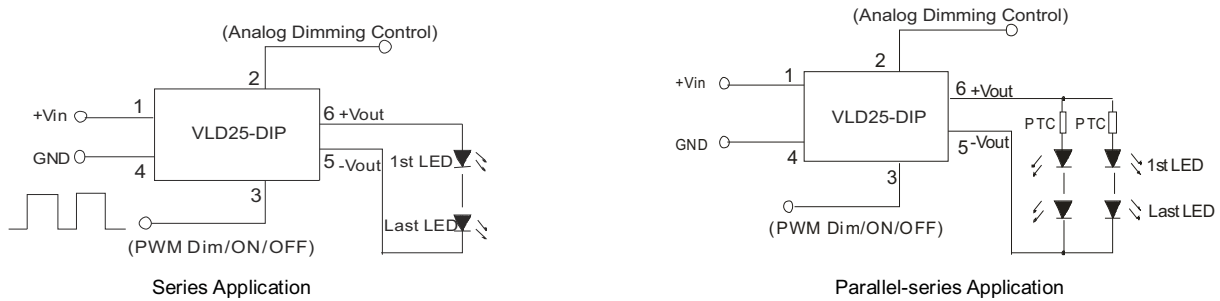 (Analog Dimming Control)
2
+Vin
1
VLD25-DIP
6 +Vout
GND
4
5 -Vout
1st LED
3
Last LED
(PWM Dim/ON/OFF)
Series Application
(Analog Dimming Control)
2
+Vin
1
VLD25-DIP
6 +Vout
PTC
PTC
GND
4
5 -Vout
1st LED
3
Last LED
(PWM Dim/ON/OFF)
Parallel-series Application